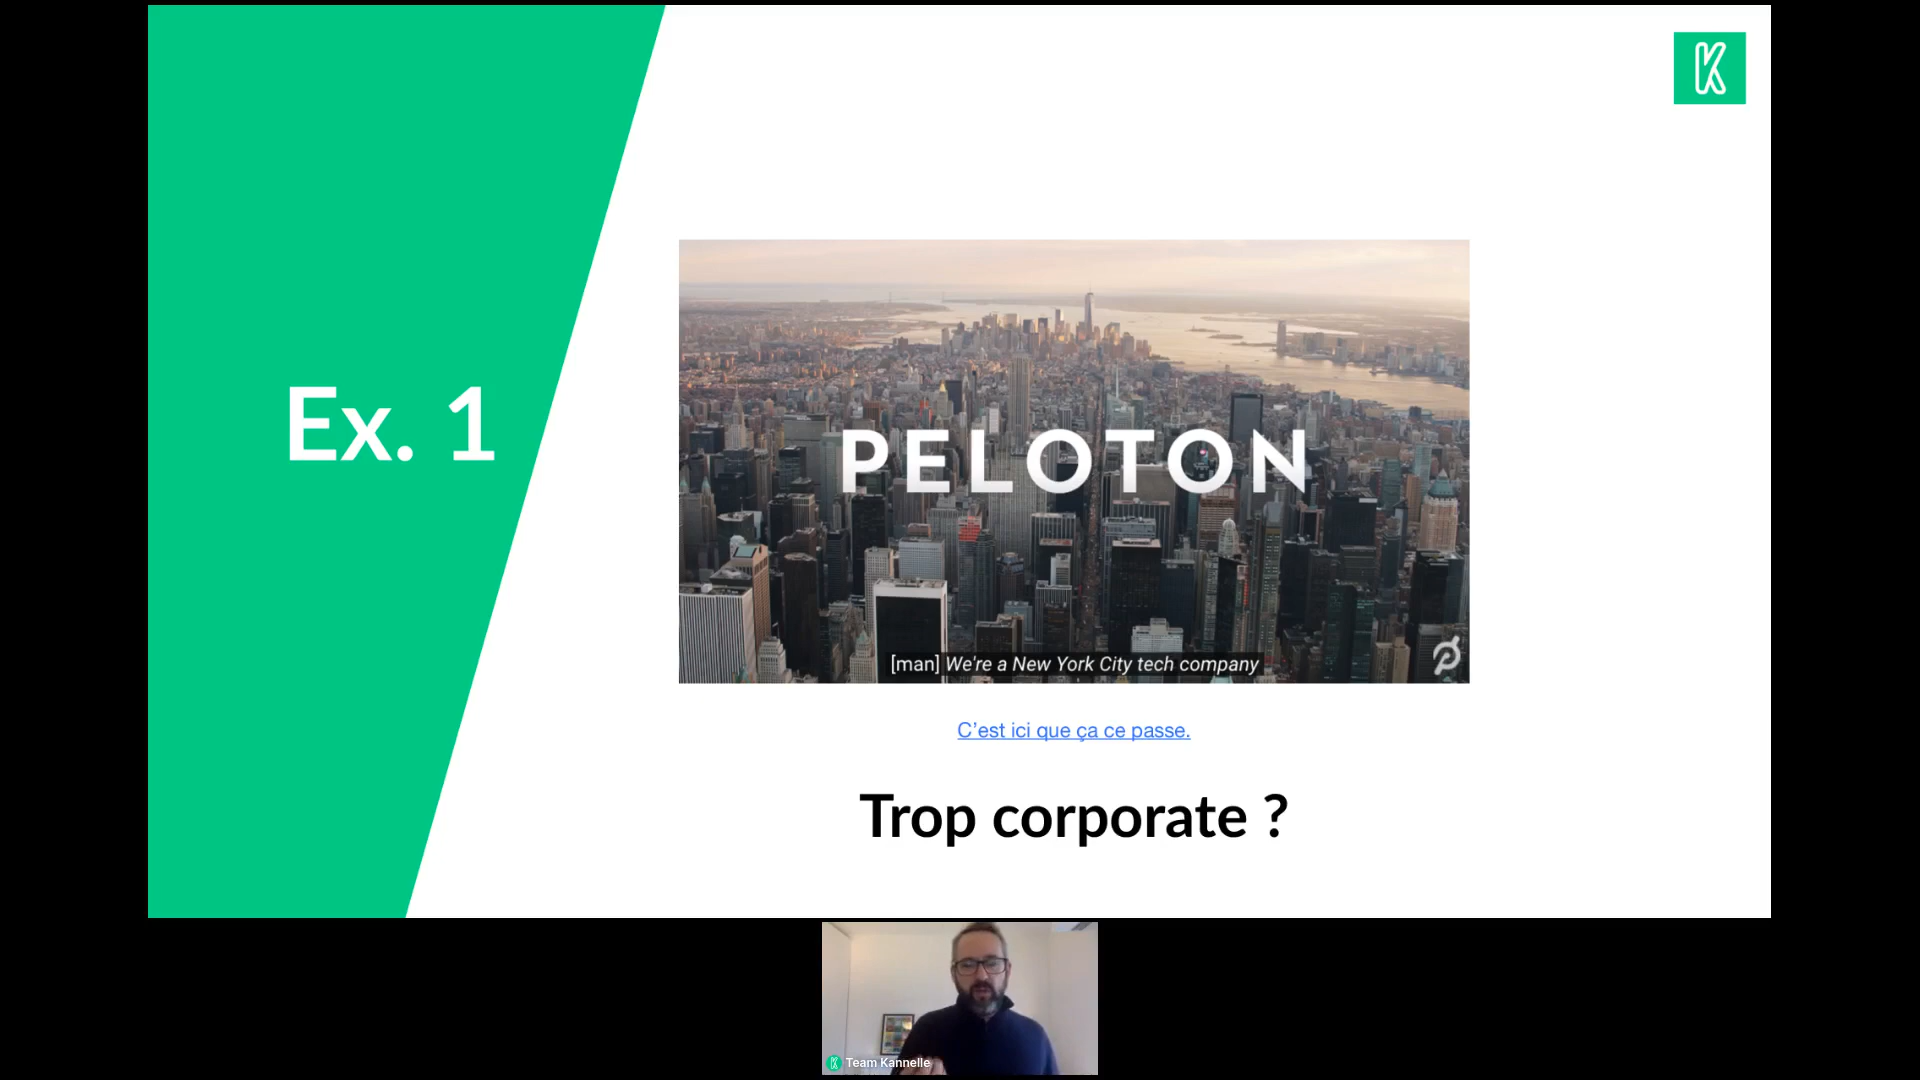 K
Ex. 1
PELOTON
[man] We're a New York City tech company
C'est ici que ça ce passe.
Trop corporate ?
Team Kannelle